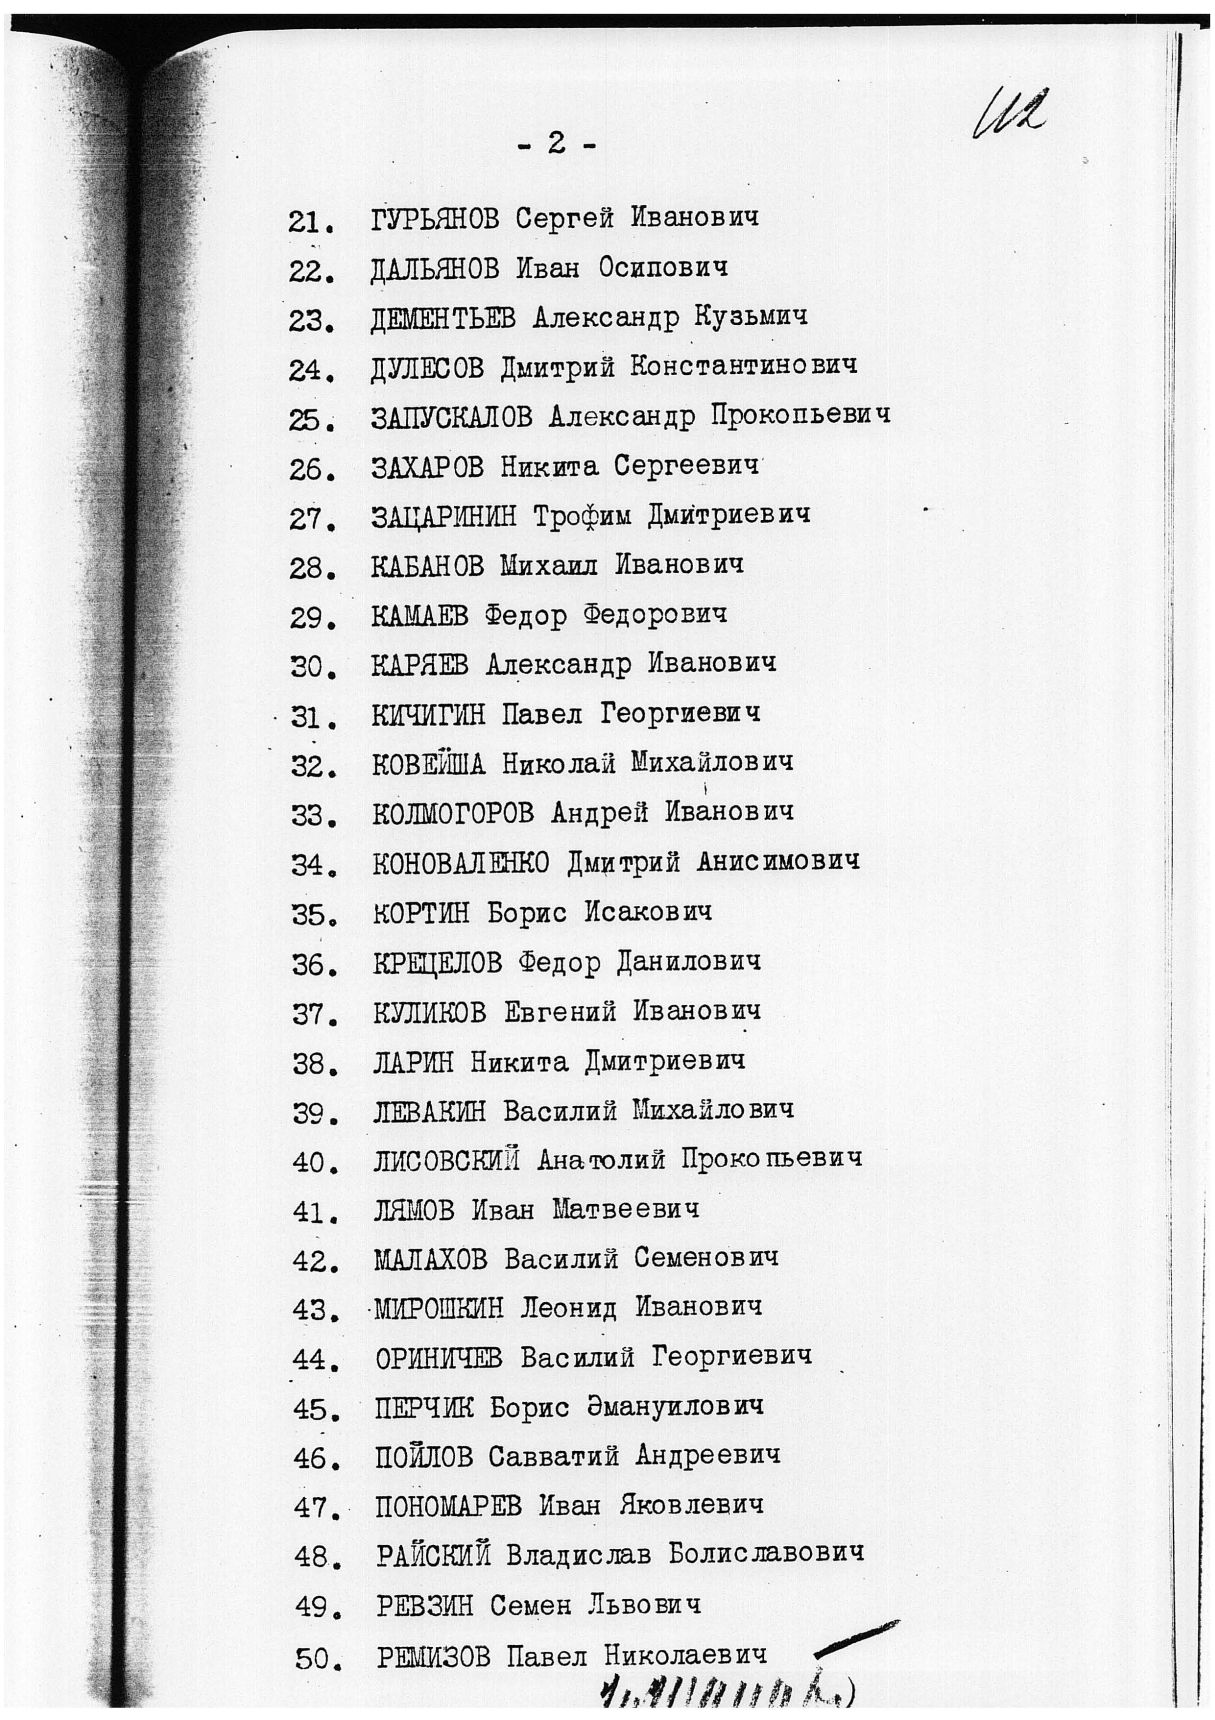 112
- 2 -
21. ГУРЬЯНОВ Сергей Иванович
22. ДАЛЬЯНОВ Иван Осипович
23. ДЕМЕНТЬЕВ Александр Кузьмич
24. ДУЛЕСОВ Дмитрий Константинович
25. ЗАПУСКАЛОВ Александр Прокопьевич
26. ЗАХАРОВ Никита Сергеевич
27. ЗАЦАРИНИН Трофим Дмитриевич
28. КАБАНОВ Михаил Иванович
29. КАМАЕВ Федор Федорович
30. КАРЯЕВ Александр Иванович
31. КИЧИГИН Павел Георгиевич
32. КОВЕЙША Николай Михайлович
33. КОЛМОГОРОВ Андрей Иванович
34. КОНОВАЛЕНКО Дмитрий Анисимович
35. КОРТИН Борис Исакович
36. КРЕЦЕЛОВ Федор Данилович
37. КУЛИКОВ Евгений Иванович
38. ЛАРИН Никита Дмитриевич
39. ЛЕВАКИН Василий Михайлович
40. ЛИСОВСКИЙ Анатолий Прокопьевич
41. ЛЯМОВ Иван Матвеевич
42. МАЛАХОВ Василий Семенович
43. МИРОШКИН Леонид Иванович
44. ОРИНИЧЕВ Василий Георгиевич
45. ПЕРЧИК Борис Эмануилович
46. ПОЙЛОВ Савватий Андреевич
47. ПОНОМАРЕВ Иван Яковлевич
48. РАЙСКИЙ Владислав Болиславович
49. РЕВЗИН Семен Львович
50. РЕМИЗОВ Павел Николаевич